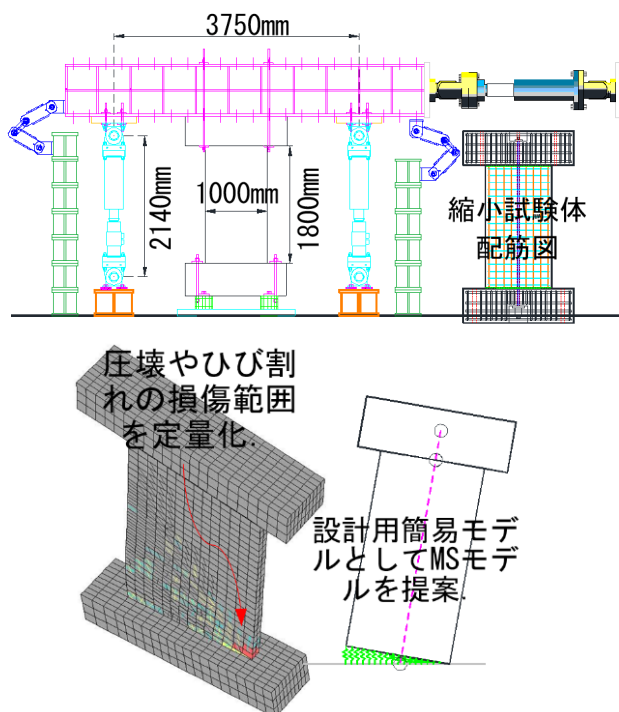 3750mm
1000mm
2140mm
1800mm
縮小試験体
配筋図
圧壊やひび割
れの損傷範囲
を定量化.
設計用簡易モデ
ルとしてMSモデ
ルを提案.